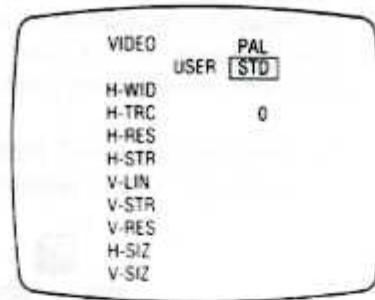 VIDEO PAL
USER STD
H-WID
H-TRC 0
H-RES
H-STR
V-LIN
V-STR
V-RES
H-SIZ
V-SIZ